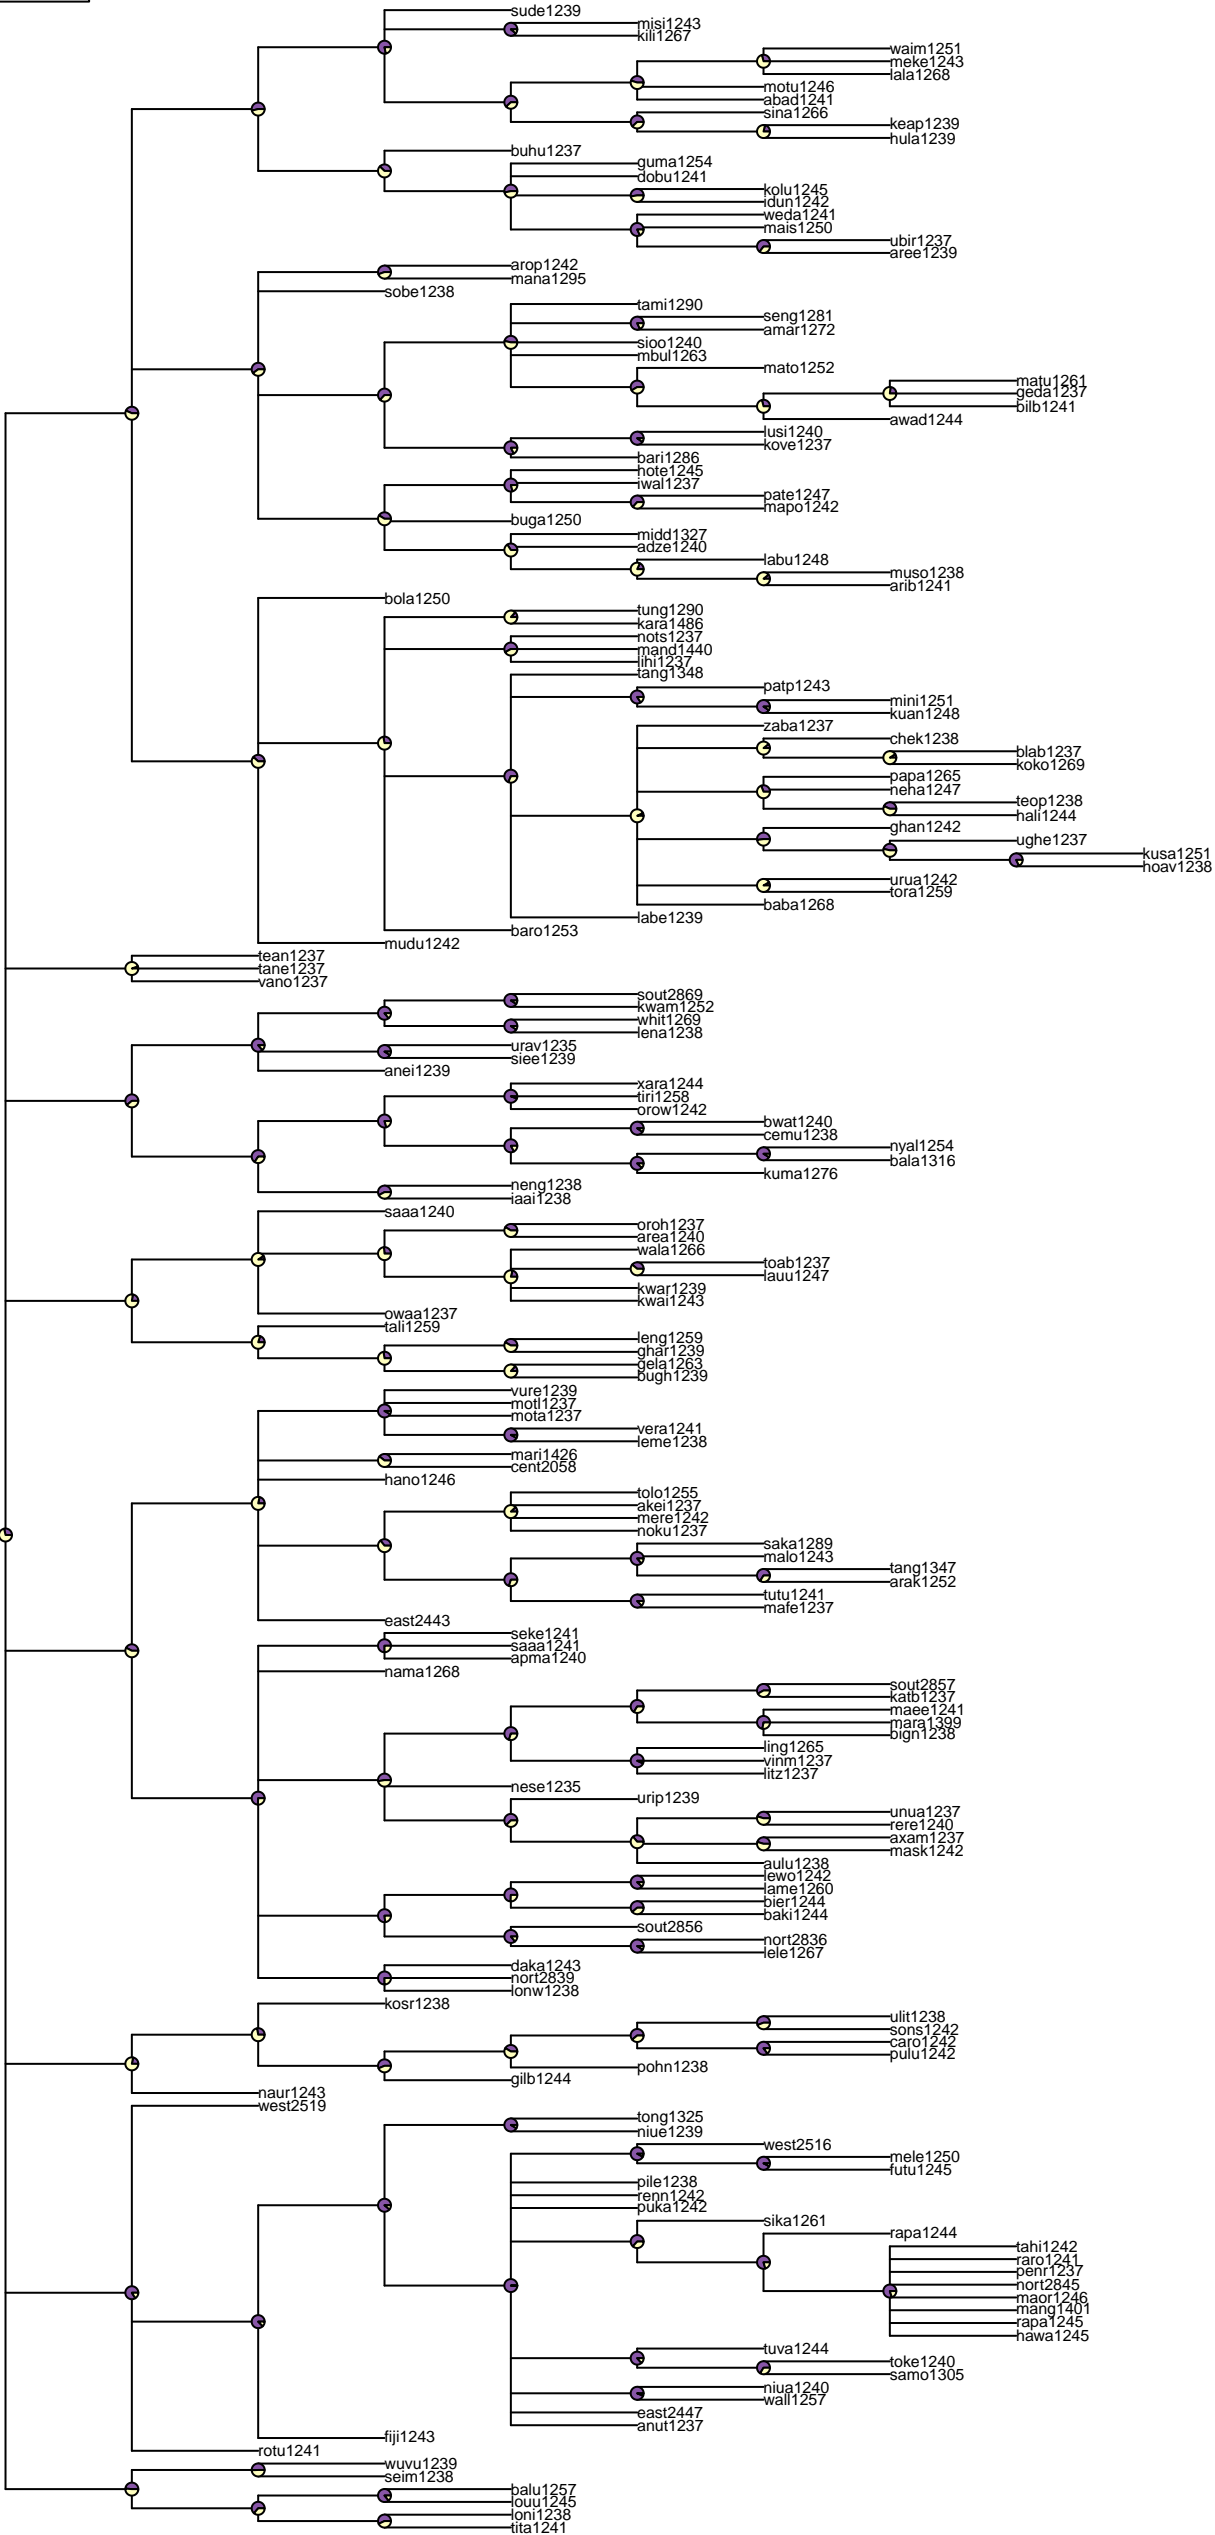 sude1239
misi1243
kili1267
waim1251
meke1243
lala1268
motu1246
abad1241
sina1266
keap1239
hula1239
buhu1237
guma1254
dobu1241
kolu1245
idun1242
weda1241
mais1250
ubir1237
aree1239
arop1242
mana1295
sobe1238
tami1290
seng1281
amar1272
sioo1240
mbul1263
mato1252
matu1261
geda1237
bilb1241
awad1244
lusi1240
kove1237
bari1286
hote1245
iwal1237
pate1247
mapo1242
buga1250
midd1327
adze1240
labu1248
muso1238
arib1241
bola1250
tung1290
kara1486
nots1237
mand1440
lihi1237
tang1348
patp1243
mini1251
kuan1248
zaba1237
chek1238
blab1237
koko1269
papa1265
neha1247
teop1238
hali1244
ghan1242
ughe1237
kusa1251
hoav1238
urua1242
tora1259
baba1268
labe1239
baro1253
mudu1242
tean1237
tane1237
vano1237
sout2869
kwam1252
whit1269
lena1238
urav1235
siee1239
anei1239
xara1244
tiri1258
orow1242
bwat1240
cemu1238
nyal1254
bala1316
kuma1276
neng1238
iaai1238
saaa1240
oroh1237
area1240
wala1266
toab1237
lauu1247
kwar1239
kwai1243
owaa1237
tali1259
leng1259
ghar1239
gela1263
bugh1239
vure1239
motl1237
mota1237
vera1241
leme1238
mari1426
cent2058
hano1246
tolo1255
akei1237
mere1242
noku1237
saka1289
malo1243
tang1347
arak1252
tutu1241
mafe1237
east2443
seke1241
saaa1241
apma1240
nama1268
sout2857
katb1237
maee1241
mara1399
bign1238
ling1265
vinm1237
litz1237
nese1235
urip1239
unua1237
rere1240
axam1237
mask1242
aulu1238
lewo1242
lame1260
bier1244
baki1244
sout2856
nort2836
lele1267
daka1243
nort2839
lonw1238
kosr1238
ulit1238
sons1242
caro1242
pulu1242
pohn1238
gilb1244
naur1243
west2519
tong1325
niue1239
west2516
mele1250
futu1245
pile1238
renn1242
puka1242
sika1261
rapa1244
tahi1242
raro1241
penr1237
nort2845
maor1246
mang1401
rapa1245
hawa1245
tuva1244
toke1240
samo1305
niua1240
wall1257
east2447
anut1237
fiji1243
rotu1241
wuvu1239
seim1238
balu1257
louu1245
loni1238
tita1241